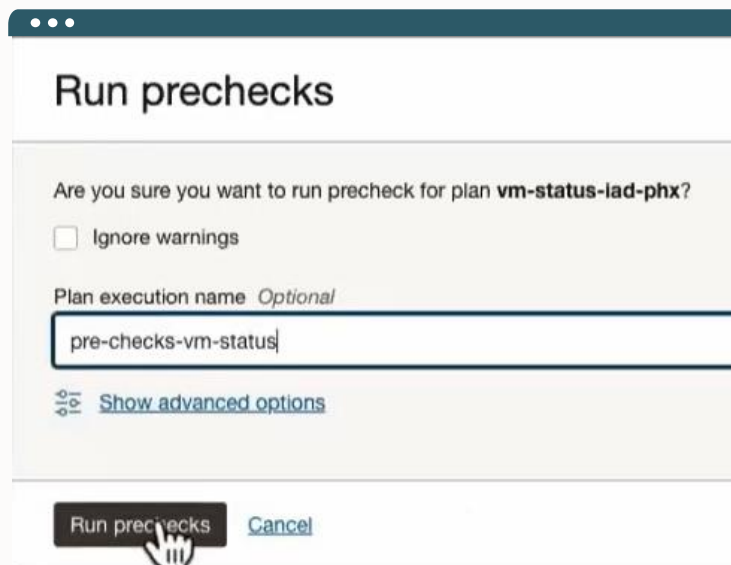 Run prechecks
Are you sure you want to run precheck for plan vm-status-iad-phx?
Ignore warnings
Plan execution name Optional
pre-checks-vm-status
Show advanced options
Run prechecks Cancel